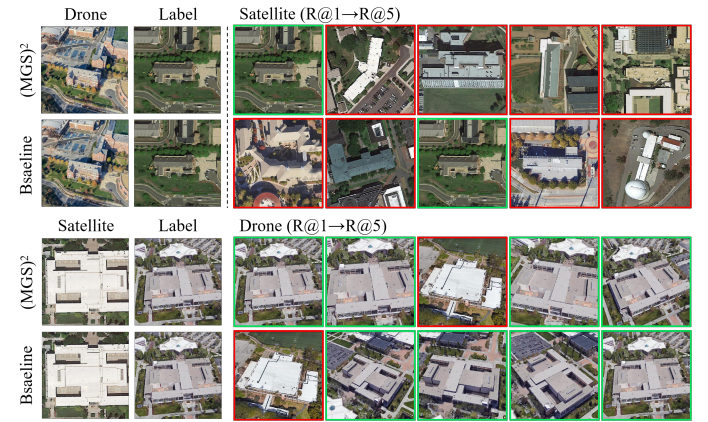 Drone Label Satellite (R@1→R@5)
(MGS)²
Bsaeline
Satellite Label Drone (R@1→R@5)
(MGS)²
Bsaeline